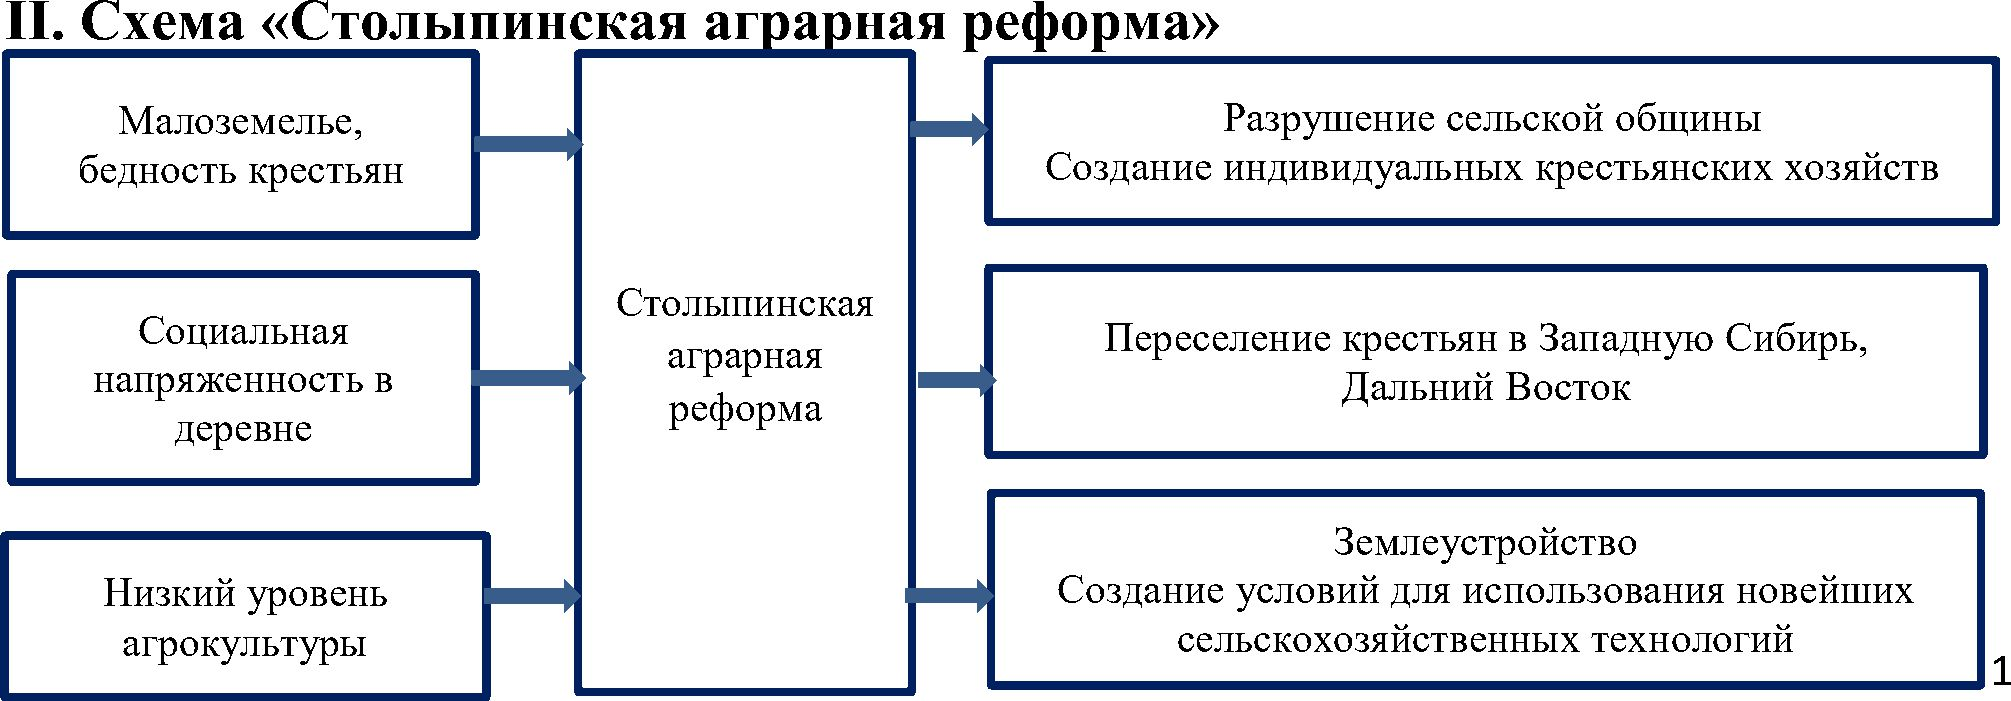 II. Схема «Столыпинская аграрная реформа»
Малоземелье,
бедность крестьян
Социальная
напряженность в
деревне
Низкий уровень
агрокультуры
Столыпинская
аграрная
реформа
Разрушение сельской общины
Создание индивидуальных крестьянских хозяйств
Переселение крестьян в Западную Сибирь,
Дальний Восток
Землеустройство
Создание условий для использования новейших
сельскохозяйственных технологий
1